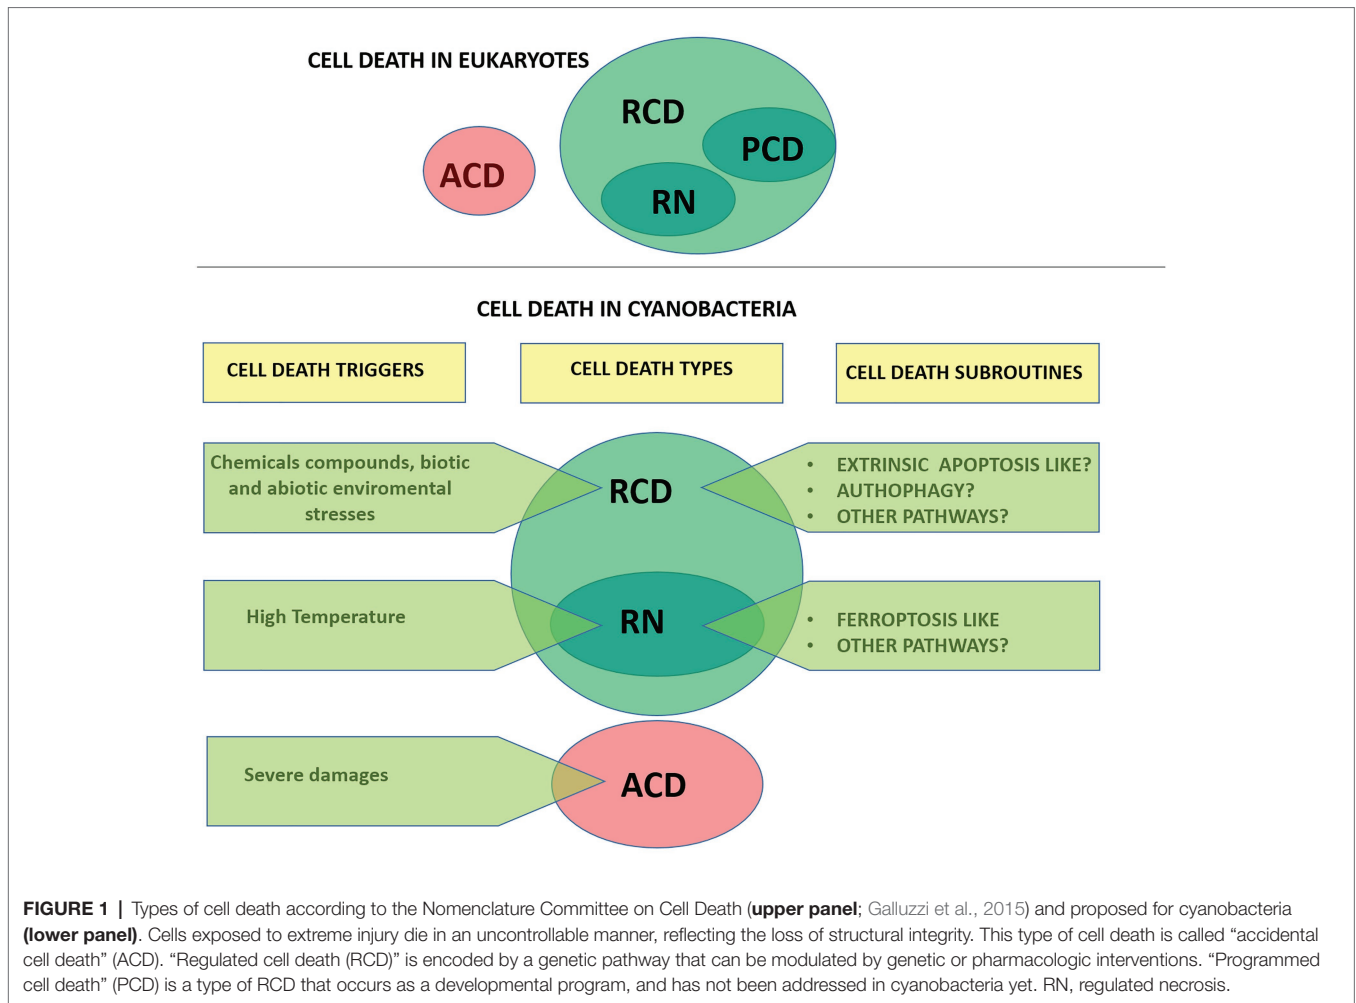 CELL DEATH IN EUKARYOTES
RCD
PCD
ACD
RN
CELL DEATH IN CYANOBACTERIA
CELL DEATH TRIGGERS
CELL DEATH TYPES
CELL DEATH SUBROUTINES
Chemicals compounds, biotic
and abiotic enviromental
stresses
RCD
• EXTRINSIC APOPTOSIS LIKE?
• AUTHOPHAGY?
• OTHER PATHWAYS?
High Temperature
RN
• FERROPTOSIS LIKE
• OTHER PATHWAYS?
Severe damages
ACD
FIGURE 1 | Types of cell death according to the Nomenclature Committee on Cell Death (upper panel; Galluzzi et al., 2015) and proposed for cyanobacteria
(lower panel). Cells exposed to extreme injury die in an uncontrollable manner, reflecting the loss of structural integrity. This type of cell death is called “accidental
cell death” (ACD). “Regulated cell death (RCD)” is encoded by a genetic pathway that can be modulated by genetic or pharmacologic interventions. “Programmed
cell death” (PCD) is a type of RCD that occurs as a developmental program, and has not been addressed in cyanobacteria yet. RN, regulated necrosis.